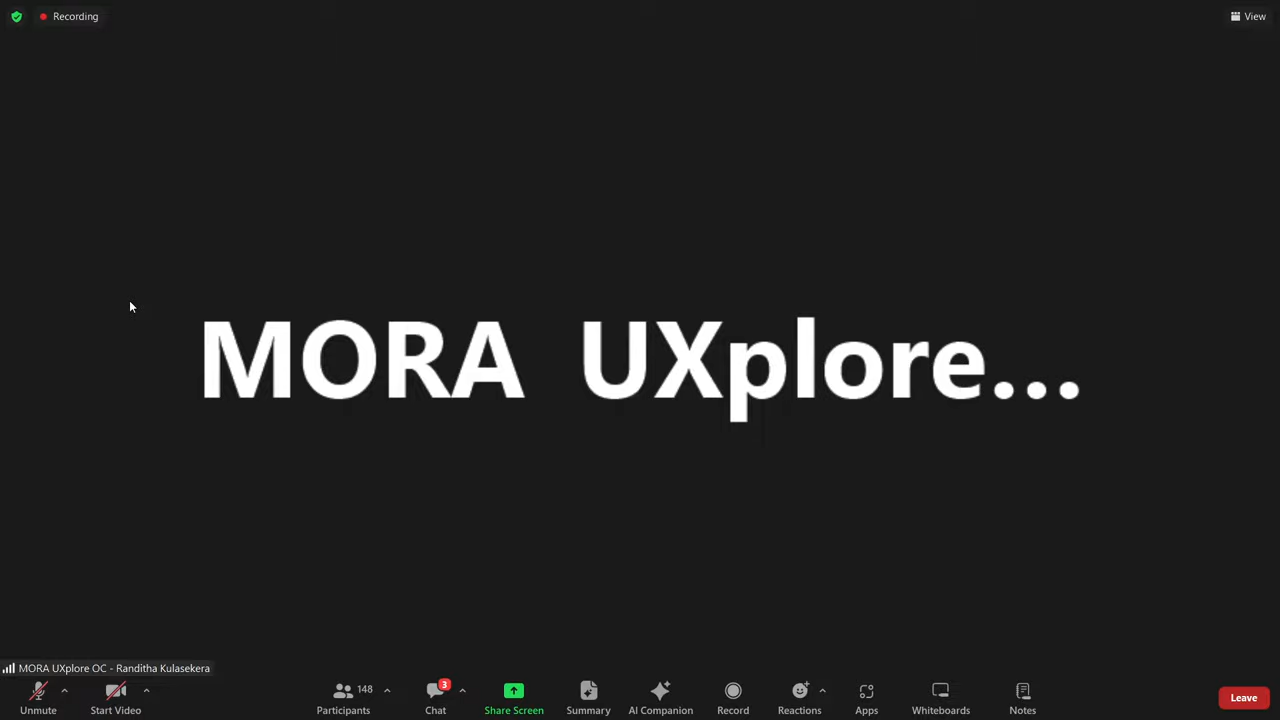 Recording
View
MORA UXplore...
MORA UXplore OC - Randitha Kulasekera
Unmute
Start Video
148
Participants
3
Chat
Share Screen
Summary
AI Companion
Record
Reactions
Apps
Whiteboards
Notes
Leave